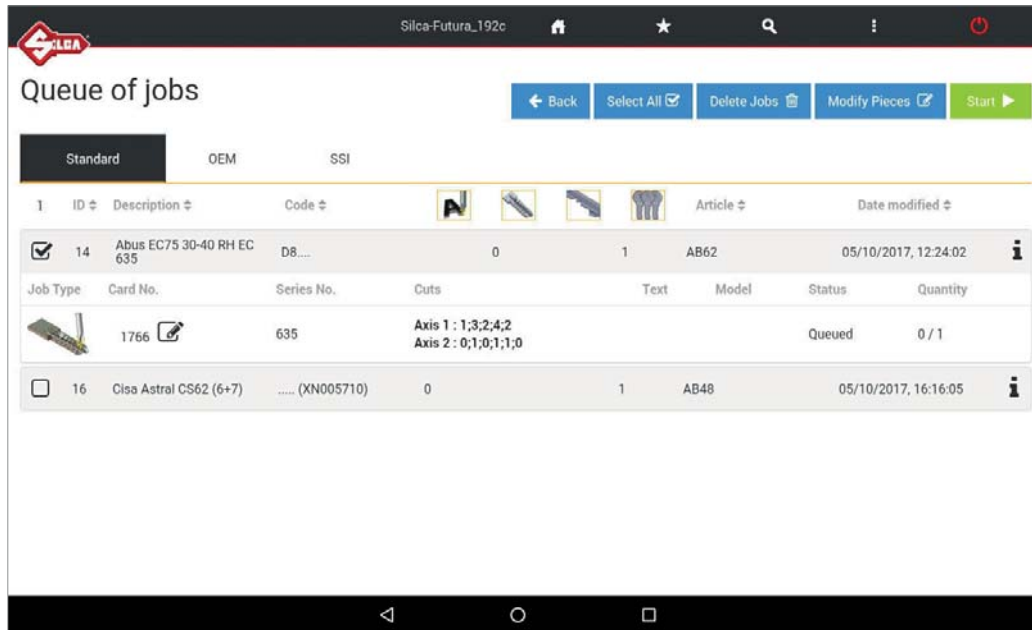 Silca-Futura_192c
SILCA
Queue of jobs
Back
Select All
Delete Jobs
Modify Pieces
Start
Standard OEM SSI
1 ID Description Code A Article Date modified
14 Abus EC75 30-40 RH EC 635 D8.... 0 1 AB62 05/10/2017, 12:24:02 i
Job Type Card No. Series No. Cuts Text Model Status Quantity
1766 635 Axis 1 : 1;3;2;4;2 Queued 0 / 1
Axis 2 : 0;1;0;1;1;0
16 Cisa Astral CS62 (6+7) ..... (XN005710) 0 1 AB48 05/10/2017, 16:16:05 i